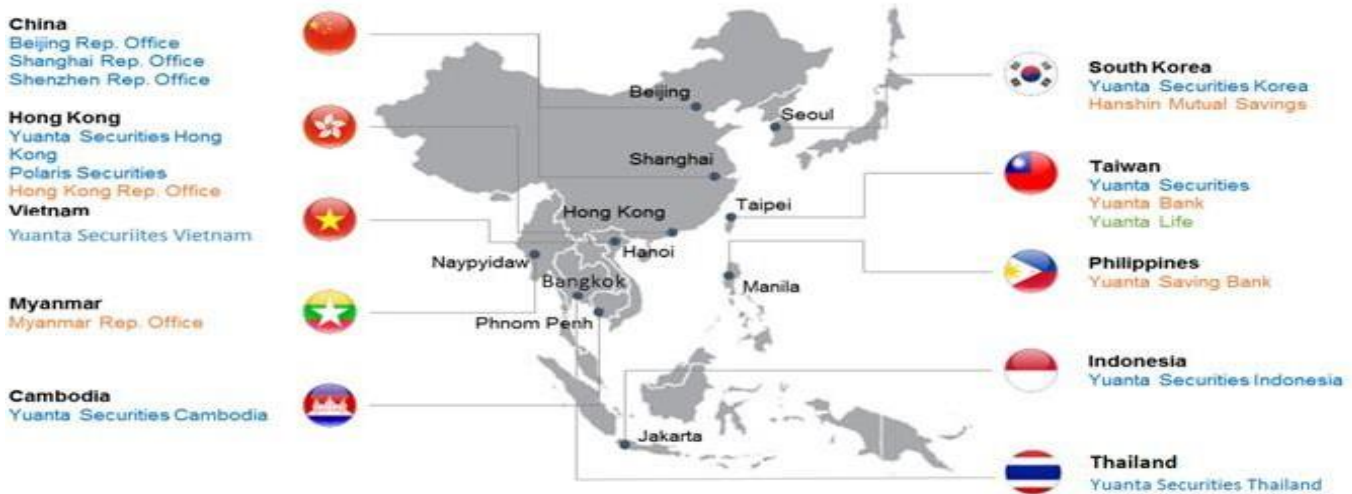 China
Beijing Rep. Office
Shanghai Rep. Office
Shenzhen Rep. Office
Hong Kong
Yuanta Securities Hong
Kong
Polaris Securities
Hong Kong Rep. Office
Vietnam
Yuanta Securiites Vietnam
Myanmar
Myanmar Rep. Office
Cambodia
Yuanta Securities Cambodia
Beijing
Seoul
Shanghai
Taipei
Hong Kong
Hanoi
Naypyidaw
Bangkok
Manila
Phnom Penh
Jakarta
South Korea
Yuanta Securities Korea
Hanshin Mutual Savings
Taiwan
Yuanta Securities
Yuanta Bank
Yuanta Life
Philippines
Yuanta Saving Bank
Indonesia
Yuanta Securities Indonesia
Thailand
Yuanta Securities Thailand